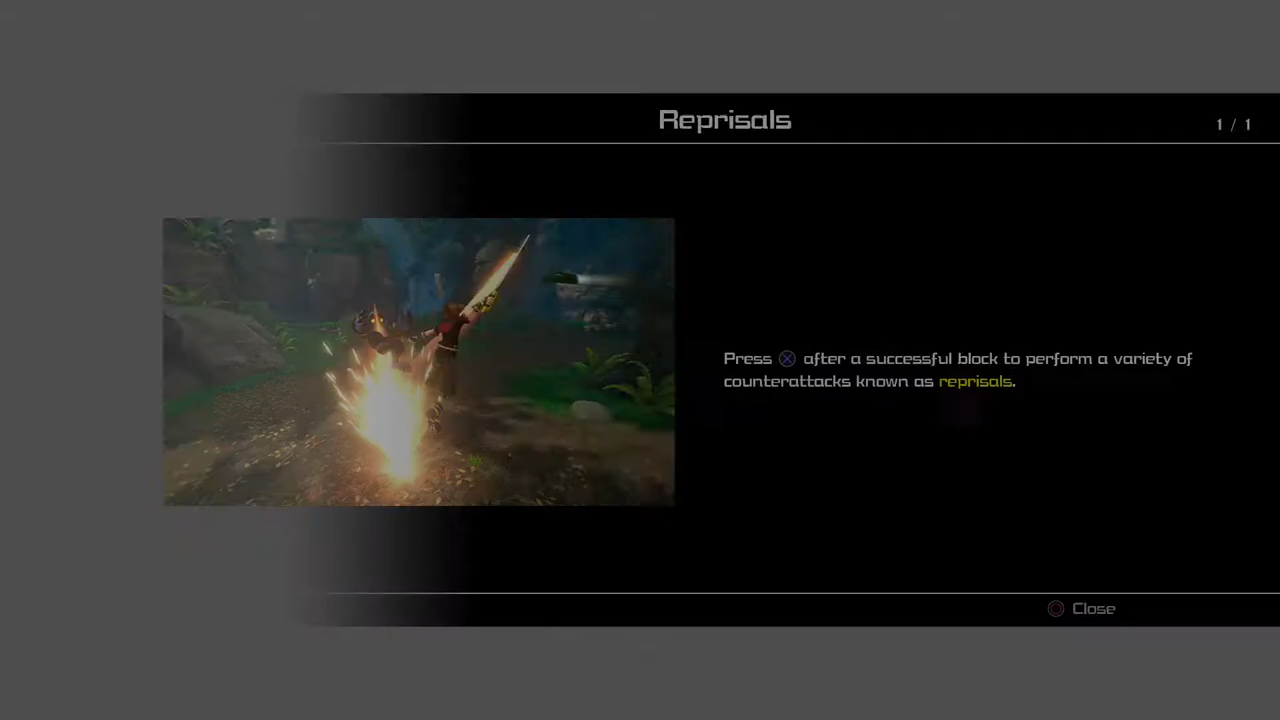 Reprisals
1 / 1
Press ⓧ after a successful block to perform a variety of
counterattacks known as reprisals.
Close